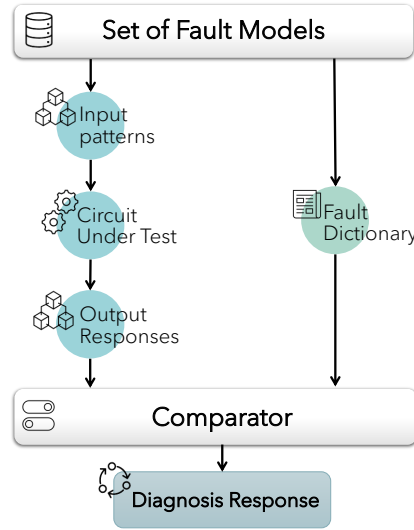 Set of Fault Models
Input
patterns
Circuit
Under Test
Fault
Dictionary
Output
Responses
Comparator
Diagnosis Response